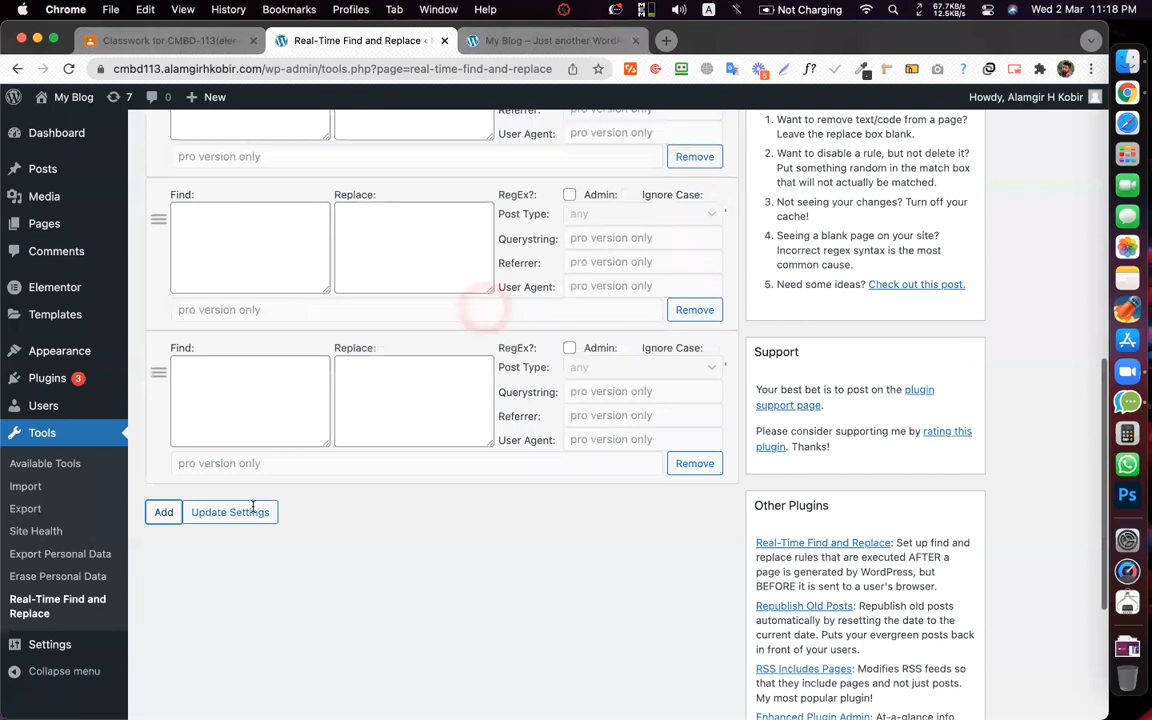 Chrome File Edit View History Bookmarks Profiles Tab Window Help A Not Charging 67.7KB/s 12.5KB/s Wed 2 Mar 11:18 PM
Classwork for CMBD-113(ele
Real-Time Find and Replace ‹
My Blog – Just another WordP
cmbd113.alamgirhkobir.com/wp-admin/tools.php?page=real-time-find-and-replace
My Blog 7 0 New Howdy, Alamgir H Kobir
Dashboard
Posts
Media
Pages
Comments
Elementor
Templates
Appearance
Plugins 3
Users
Tools
Available Tools
Import
Export
Site Health
Export Personal Data
Erase Personal Data
Real-Time Find and
Replace
Settings
Collapse menu
Referrer: pro version only
User Agent: pro version only
pro version only Remove
Find: Replace: RegEx?: Admin: Ignore Case:
Post Type: any
Querystring: pro version only
Referrer: pro version only
User Agent: pro version only
pro version only Remove
Find: Replace: RegEx?: Admin: Ignore Case:
Post Type: any
Querystring: pro version only
Referrer: pro version only
User Agent: pro version only
pro version only Remove
Add Update Settings
1. Want to remove text/code from a page?
Leave the replace box blank.
2. Want to disable a rule, but not delete it?
Put something random in the match box
that will not actually be matched.
3. Not seeing your changes? Turn off your
cache!
4. Seeing a blank page on your site?
Incorrect regex syntax is the most
common cause.
5. Need some ideas? Check out this post.
Support
Your best bet is to post on the plugin
support page.
Please consider supporting me by rating this
plugin. Thanks!
Other Plugins
Real-Time Find and Replace: Set up find and
replace rules that are executed AFTER a
page is generated by WordPress, but
BEFORE it is sent to a user's browser.
Republish Old Posts: Republish old posts
automatically by resetting the date to the
current date. Puts your evergreen posts back
in front of your users.
RSS Includes Pages: Modifies RSS feeds so
that they include pages and not just posts.
My most popular plugin!
Enhanced Plugin Admin: At-a-glance info